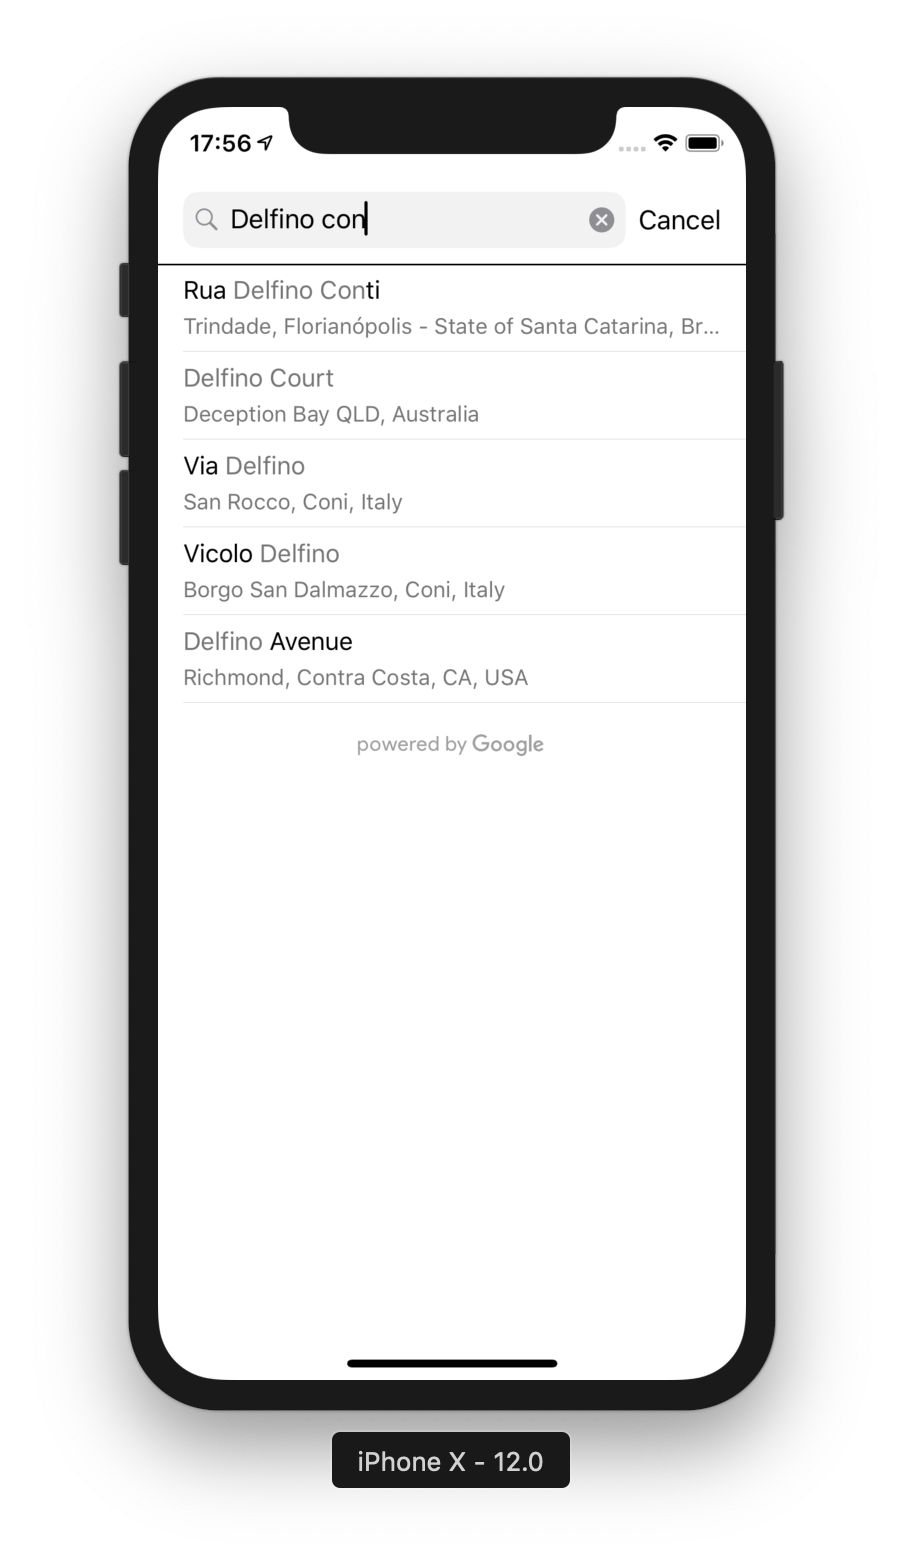 17:56
Delfino con
Cancel
Rua Delfino Conti
Trindade, Florianópolis - State of Santa Catarina, Br...
Delfino Court
Deception Bay QLD, Australia
Via Delfino
San Rocco, Coni, Italy
Vicolo Delfino
Borgo San Dalmazzo, Coni, Italy
Delfino Avenue
Richmond, Contra Costa, CA, USA
powered by Google
iPhone X - 12.0